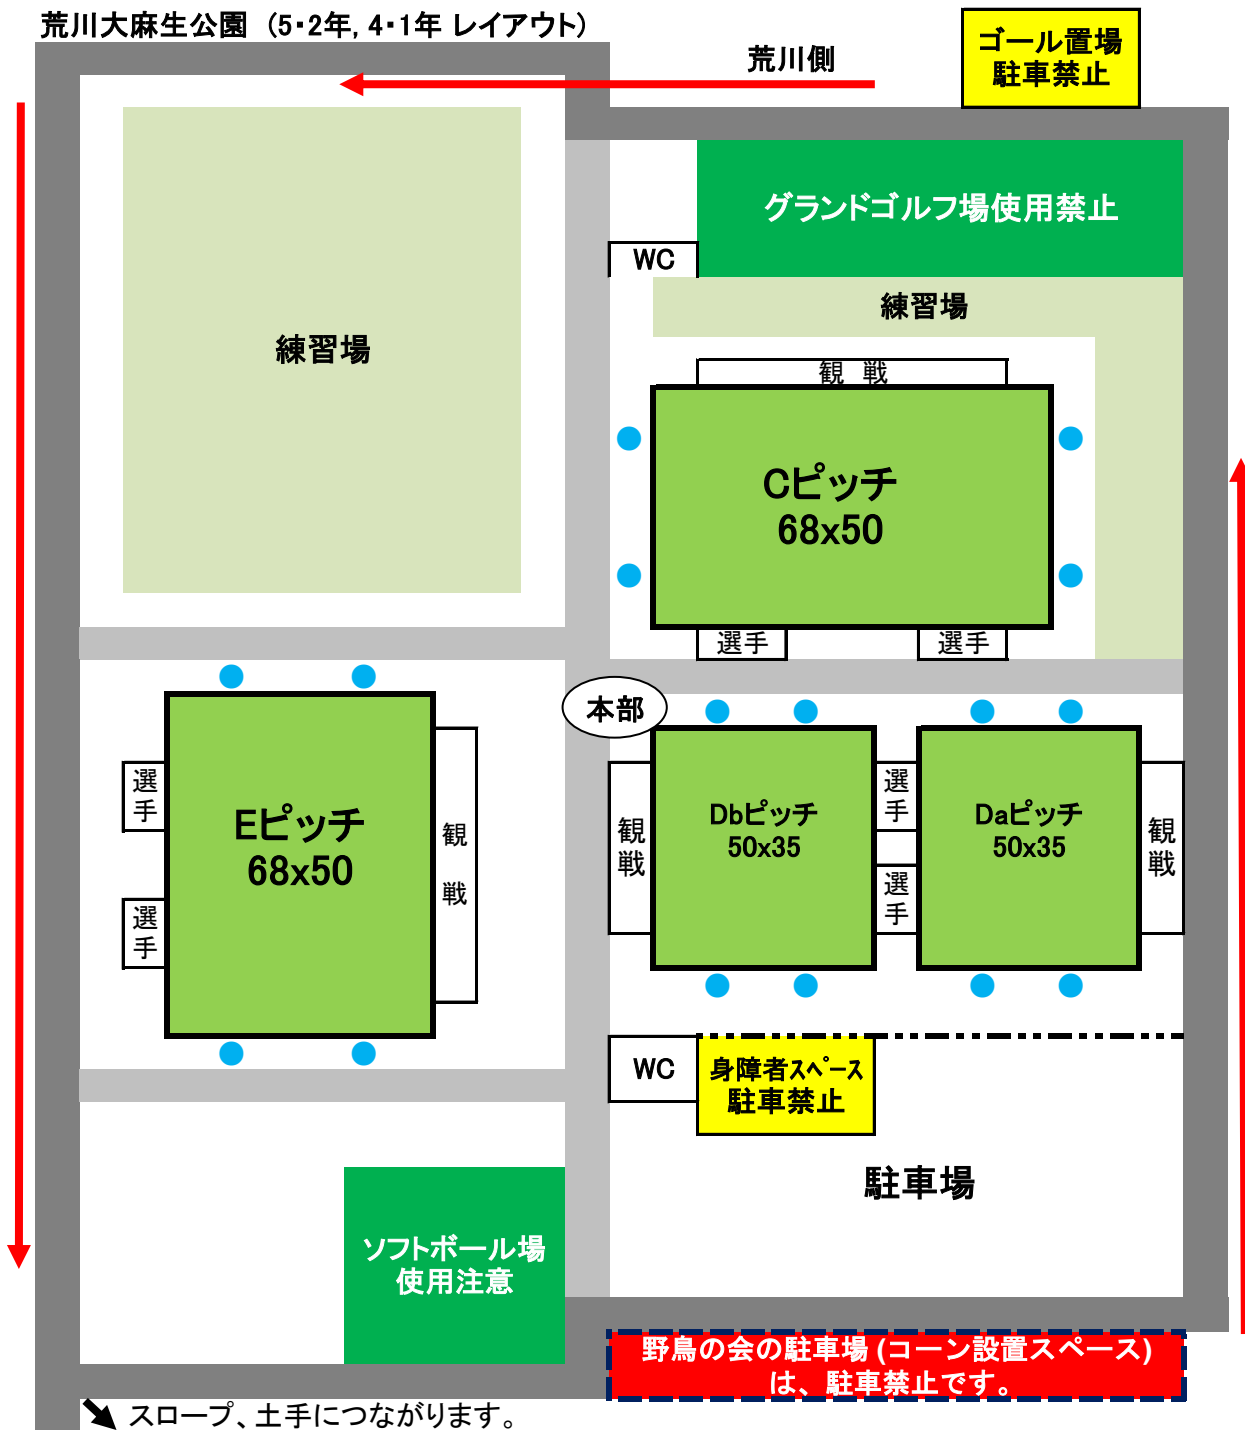 荒川大麻生公園 (5・2年, 4・1年 レイアウト)
荒川側
ゴール置場
駐車禁止
グランドゴルフ場使用禁止
WC
練習場
練習場
観 戦
Cピッチ
68x50
選手
選手
本部
選手
選手
Eピッチ
68x50
観戦
観戦
Dbピッチ
50x35
選手
選手
Daピッチ
50x35
観戦
WC
身障者スペース
駐車禁止
駐車場
ソフトボール場
使用注意
野鳥の会の駐車場 (コーン設置スペース)
は、駐車禁止です。
スロープ、土手につながります。